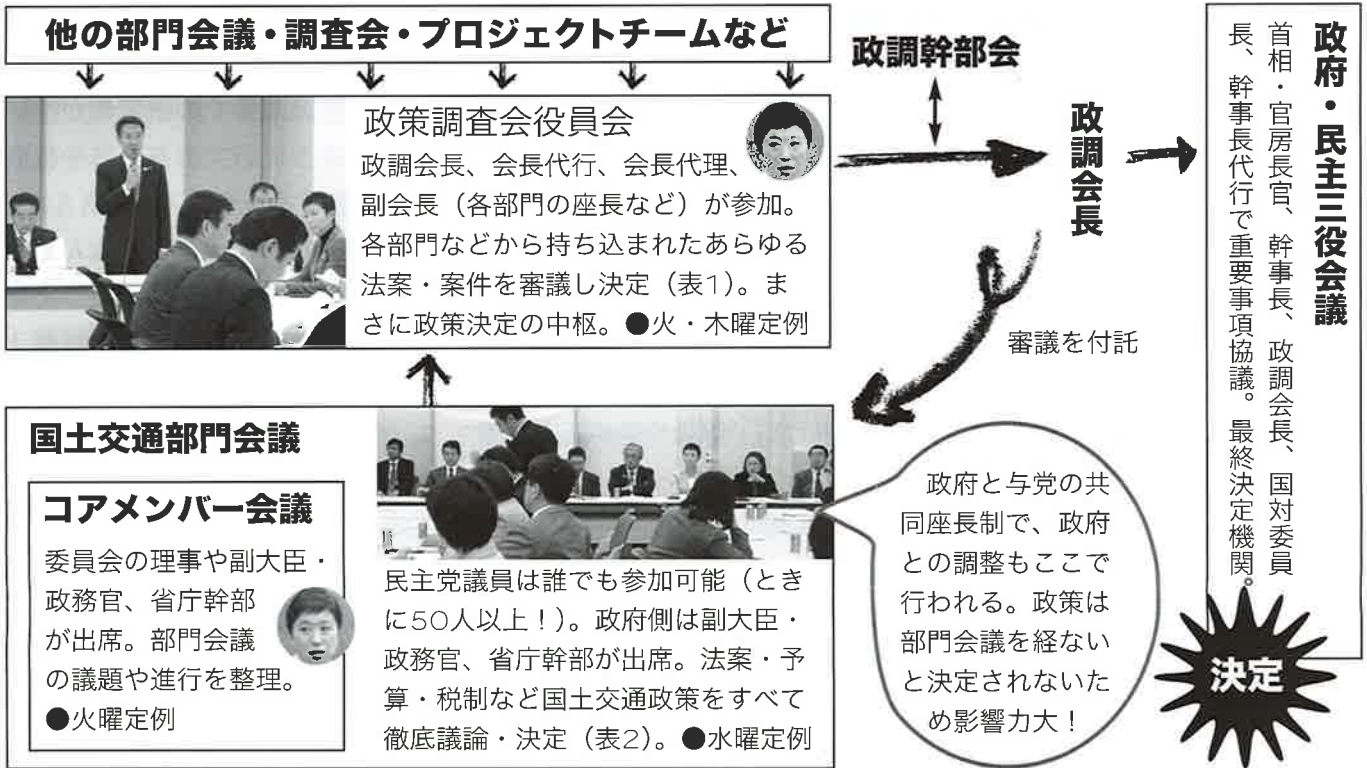 他の部門会議・調査会・プロジェクトチームなど
政策調査会役員会
政調会長、会長代行、会長代理、
副会長（各部門の座長など）が参加。
各部門などから持ち込まれたあらゆる
法案・案件を審議し決定（表1）。ま
さに政策決定の中枢。●火・木曜定例
政調幹部会
政調会長
審議を付託
政府・民主三役会議
首相・官房長官、幹事長、政調会長、国対委員
長、幹事長代行で重要事項協議。最終決定機関。
決定
国土交通部門会議
コアメンバー会議
委員会の理事や副大臣・
政務官、省庁幹部
が出席。部門会議
の議題や進行を整理。
●火曜定例
民主党議員は誰でも参加可能（とき
に50人以上！）。政府側は副大臣・
政務官、省庁幹部が出席。法案・予
算・税制など国土交通政策をすべて
徹底議論・決定（表2）。●水曜定例
政府と与党の共
同座長制で、政府
との調整もここで
行われる。政策は
部門会議を経ない
と決定されないた
め影響力大！